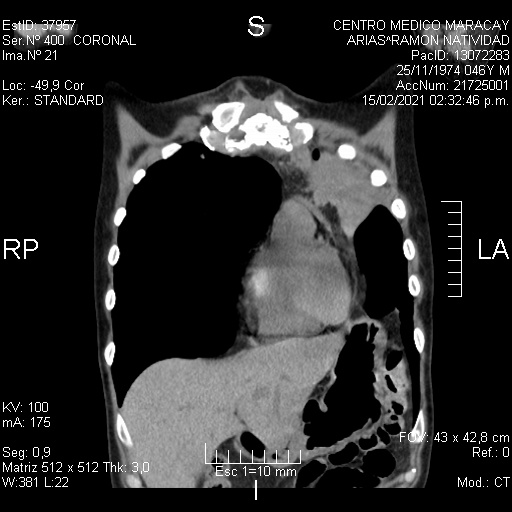 EstID: 37957
Ser.Nº 400 CORONAL
Ima.Nº 21
Loc: -49,9 Cor
Ker.: STANDARD
S
CENTRO MEDICO MARACAY
ARIAS^RAMON NATIVIDAD
PacID: 13072283
25/11/1974 046Y M
AccNum: 21725001
15/02/2021 02:32:46 p.m.
RP
LA
KV: 100
mA: 175
Seg: 0,9
Matriz 512 x 512 Thk: 3,0
W:381 L:22
Esc 1=10 mm
I
FOV: 43 x 42,8 cm
Ref.: 0
Mod.: CT